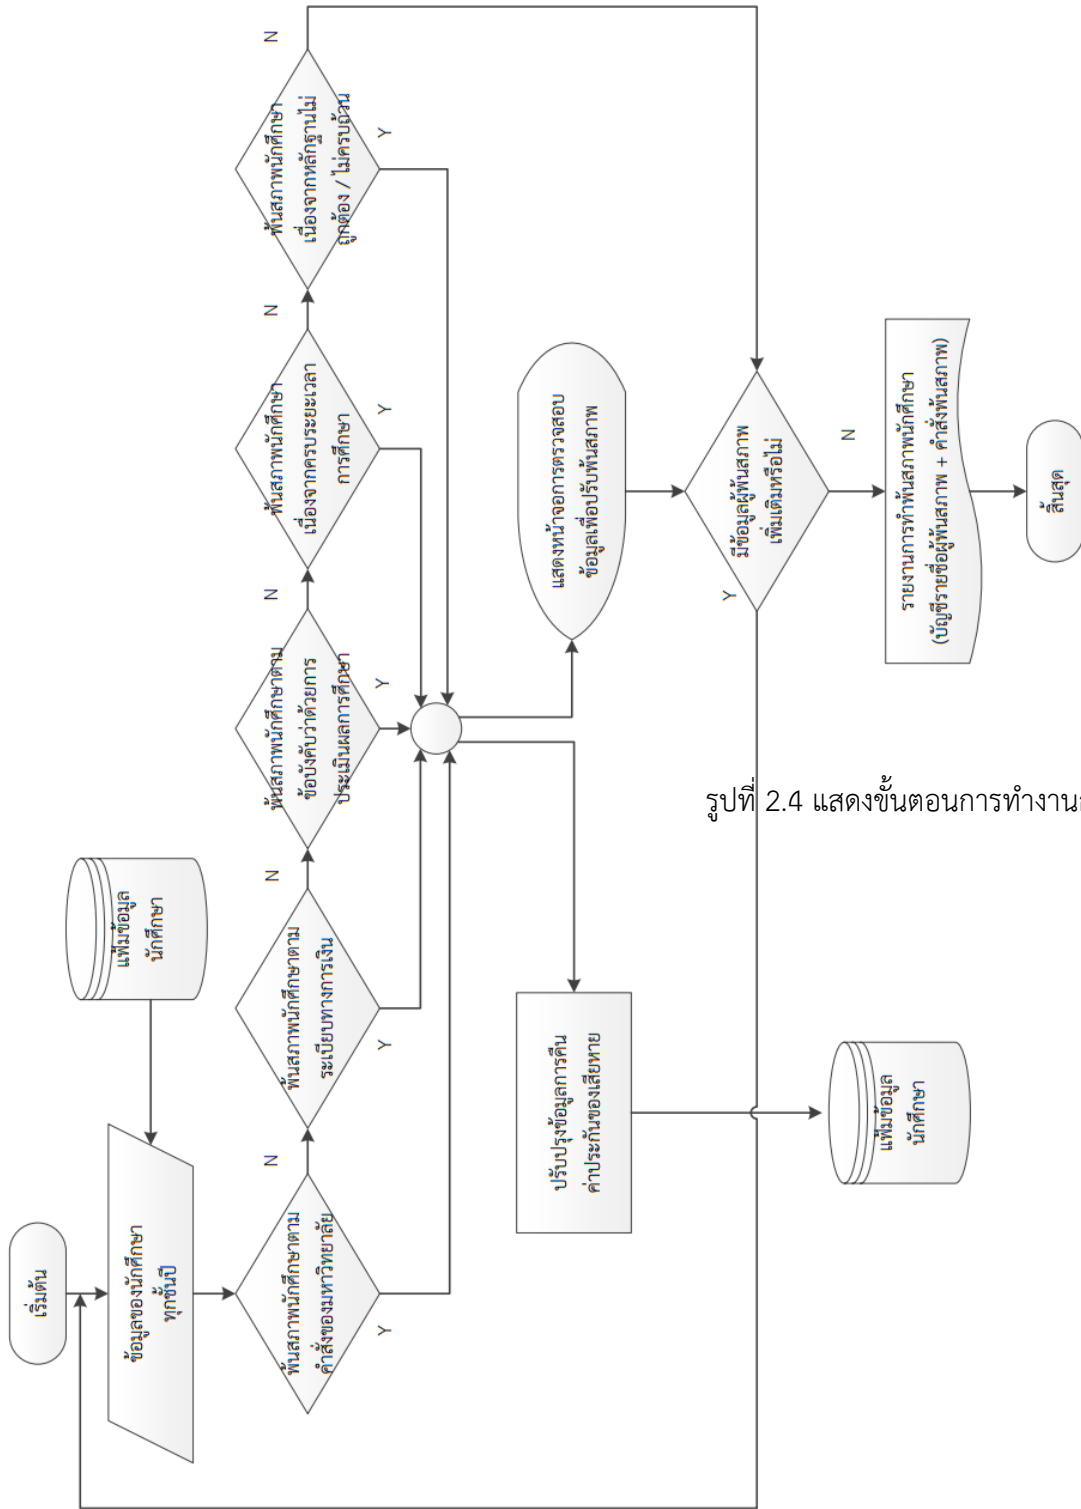 เริ่มต้น
ข้อมูลของนักศึกษา
ทุกชั้นปี
แฟ้มข้อมูล
นักศึกษา
พ้นสภาพนักศึกษาตาม
คำสั่งของมหาวิทยาลัย
N
Y
พ้นสภาพนักศึกษาตาม
ระเบียบทางการเงิน
N
Y
พ้นสภาพนักศึกษาตาม
ข้อบังคับว่าด้วยการ
ประเมินผลการศึกษา
N
Y
พ้นสภาพนักศึกษา
เนื่องจากครบระยะเวลา
การศึกษา
N
Y
พ้นสภาพนักศึกษา
เนื่องจากหลักฐานไม่
ถูกต้อง / ไม่ครบถ้วน
N
Y
ปรับปรุงข้อมูลการคืน
ค่าประกันของเสียหาย
แฟ้มข้อมูล
นักศึกษา
แสดงหน้าจอการตรวจสอบ
ข้อมูลเพื่อปรับพ้นสภาพ
มีข้อมูลผู้พ้นสภาพ
เพิ่มเติมหรือไม่
Y
N
รายงานการทำพ้นสภาพนักศึกษา
(บัญชีรายชื่อผู้พ้นสภาพ + คำสั่งพ้นสภาพ)
สิ้นสุด
รูปที่ 2.4 แสดงขั้นตอนการทำงาน